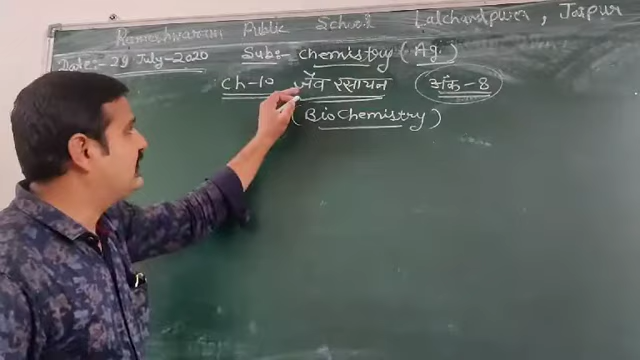 Rameshwaram Public School Lalchandpura, Jaipur
Date:- 29 July-2020 Sub:- Chemistry (Ag.)
Ch-10 जैव रसायन अंक-8
(BioChemistry)